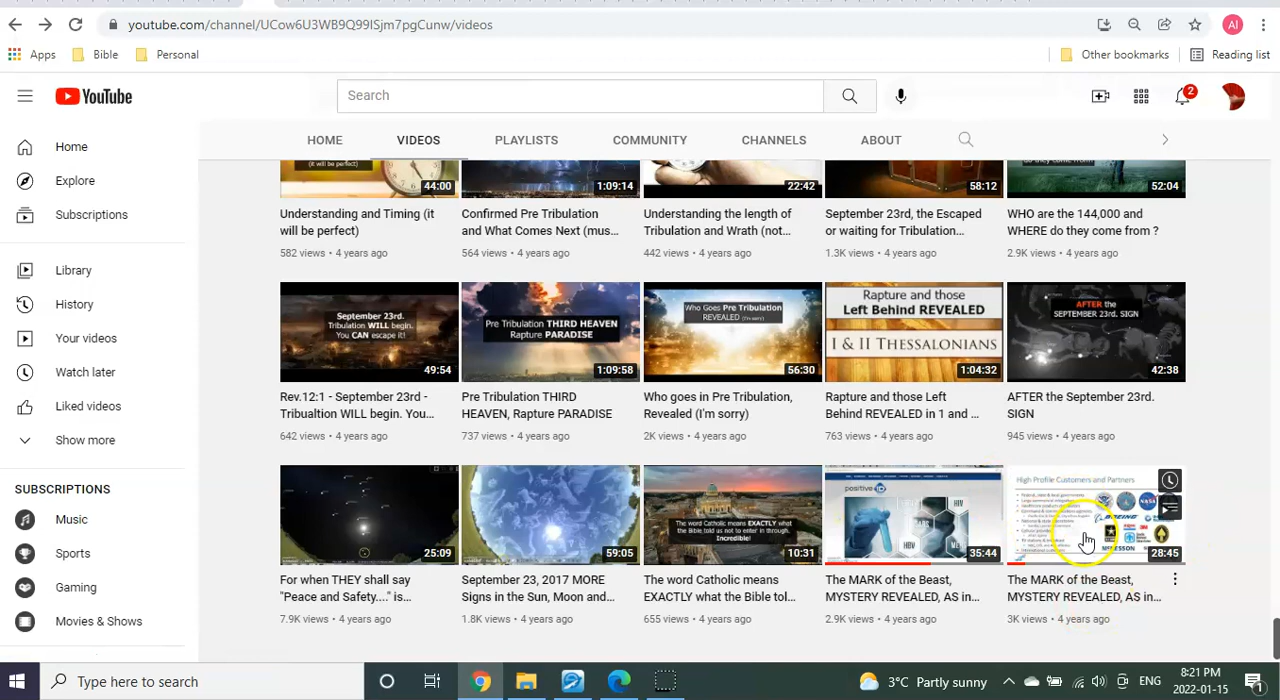 youtube.com/channel/UCow6U3WB9Q99ISjm7pgCunw/videos
AI
Apps
Bible
Personal
Other bookmarks
Reading list
YouTube
Search
2
HOME
VIDEOS
PLAYLISTS
COMMUNITY
CHANNELS
ABOUT
Home
Explore
Subscriptions
Library
History
Your videos
Watch later
Liked videos
Show more
SUBSCRIPTIONS
Music
Sports
Gaming
Movies & Shows
(it will be perfect)
44:00
1:09:14
22:42
58:12
do they come from ?
52:04
Understanding and Timing (it
will be perfect)
582 views • 4 years ago
Confirmed Pre Tribulation
and What Comes Next (mus...
564 views • 4 years ago
Understanding the length of
Tribulation and Wrath (not...
442 views • 4 years ago
September 23rd, the Escaped
or waiting for Tribulation...
1.3K views • 4 years ago
WHO are the 144,000 and
WHERE do they come from ?
2.9K views • 4 years ago
September 23rd.
Tribulation WILL begin.
You CAN escape it!
49:54
Pre Tribulation THIRD HEAVEN
Rapture PARADISE
1:09:58
Who Goes Pre Tribulation
REVEALED (I'm sorry)
56:30
Rapture and those
Left Behind REVEALED
I & II THESSALONIANS
1:04:32
AFTER the
SEPTEMBER 23rd. SIGN
42:38
Rev.12:1 - September 23rd -
Tribualtion WILL begin. You...
642 views • 4 years ago
Pre Tribulation THIRD
HEAVEN, Rapture PARADISE
737 views • 4 years ago
Who goes in Pre Tribulation,
Revealed (I'm sorry)
2K views • 4 years ago
Rapture and those Left
Behind REVEALED in 1 and ...
763 views • 4 years ago
AFTER the September 23rd.
SIGN
945 views • 4 years ago
25:09
59:05
The word Catholic means EXACTLY what
the Bible told us not to enter in through.
Incredible!
10:31
positiveID
HIV
35:44
High Profile Customers and Partners
NASA
BOEING
28:45
For when THEY shall say
"Peace and Safety...." is...
7.9K views • 4 years ago
September 23, 2017 MORE
Signs in the Sun, Moon and...
1.8K views • 4 years ago
The word Catholic means
EXACTLY what the Bible tol...
655 views • 4 years ago
The MARK of the Beast,
MYSTERY REVEALED, AS in...
2.9K views • 4 years ago
The MARK of the Beast,
MYSTERY REVEALED, AS in...
3K views • 4 years ago
Type here to search
3°C Partly sunny
ENG
8:21 PM
2022-01-15
1